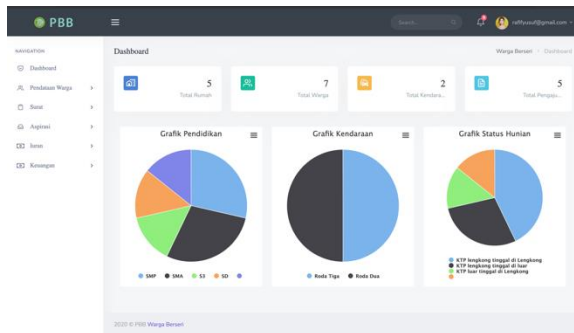 PBB
Search...
rafifyusuf@gmail.com
NAVIGATION
Dashboard
Pendataan Warga
Surat
Aspirasi
Iuran
Keuangan
Dashboard
Warga Berseri
Dashboard
5
Total Rumah
7
Total Warga
2
Total Kendara...
5
Total Pengaju...
Grafik Pendidikan
SMP SMA S3 SD
Grafik Kendaraan
Roda Tiga Roda Dua
Grafik Status Hunian
KTP lengkong tinggal di Lengkong
KTP lengkong tinggal di luar
KTP luar tinggal di Lengkong
2020 © PBB Warga Berseri